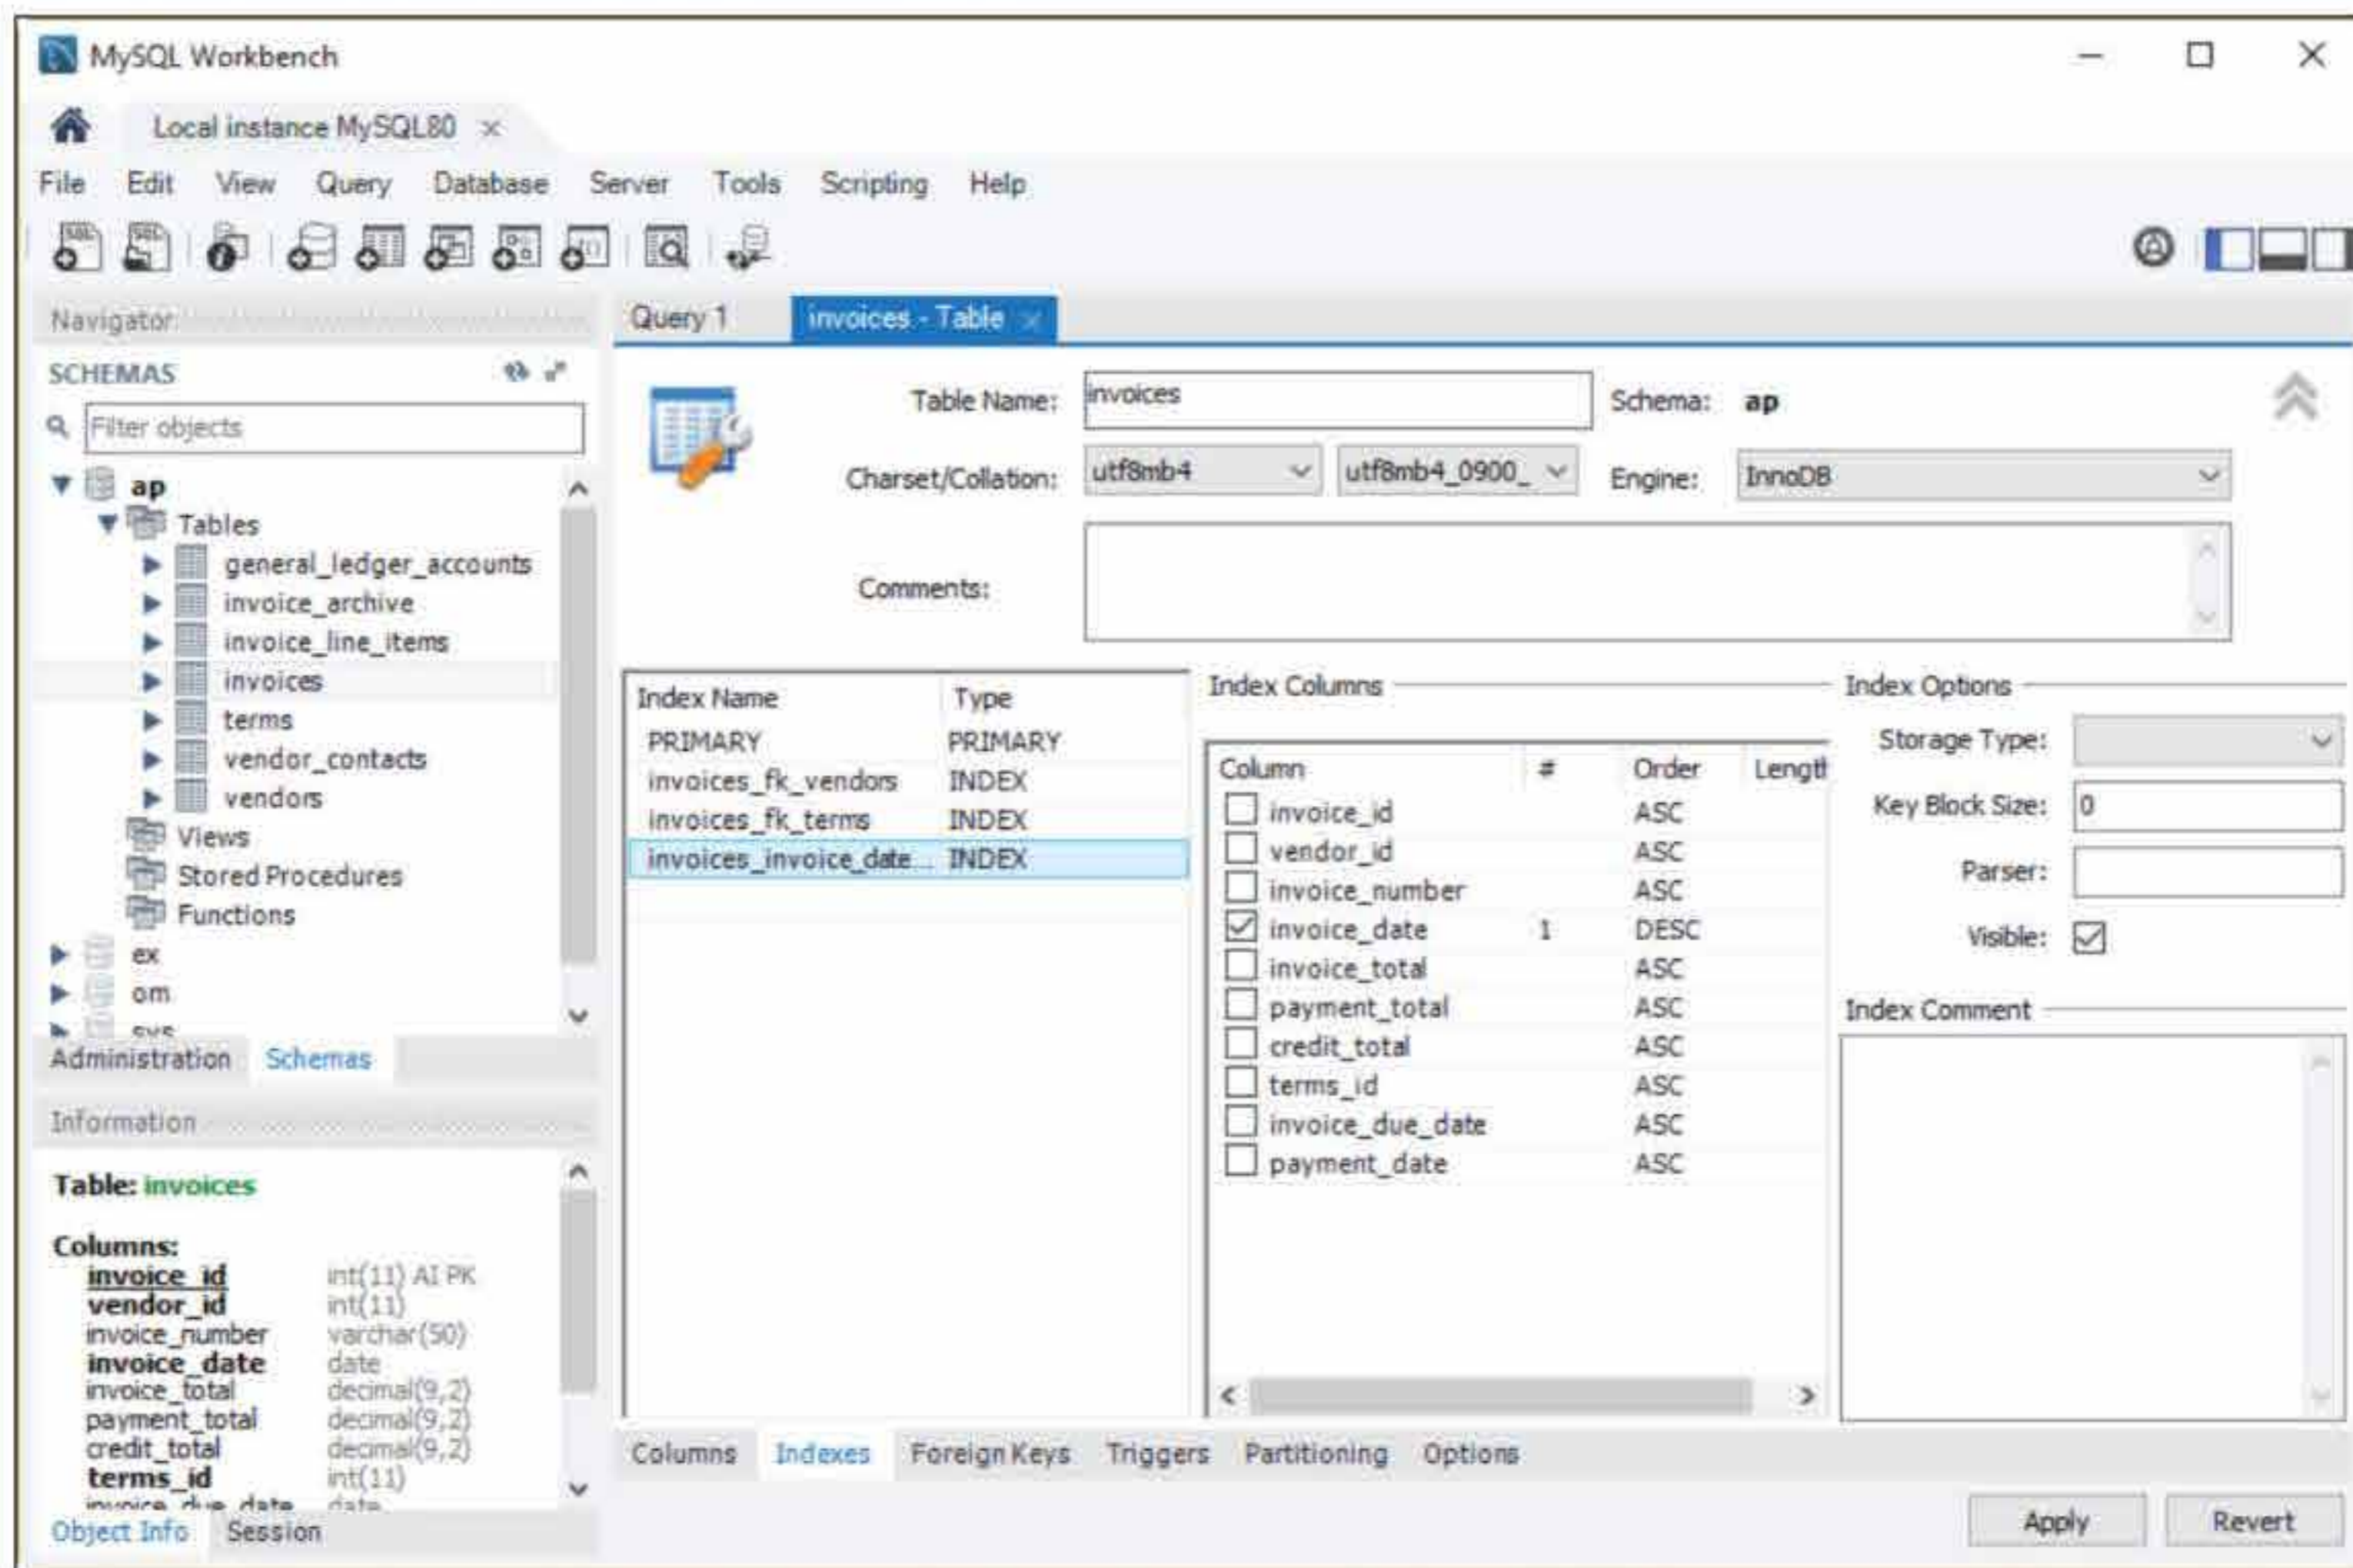 MySQL Workbench
Local instance MySQL80
File Edit View Query Database Server Tools Scripting Help
Navigator
SCHEMAS
Filter objects
ap
Tables
general_ledger_accounts
invoice_archive
invoice_line_items
invoices
terms
vendor_contacts
vendors
Views
Stored Procedures
Functions
ex
om
sys
Administration Schemas
Information
Table: invoices
Columns:
invoice_id int(11) AI PK
vendor_id int(11)
invoice_number varchar(50)
invoice_date date
invoice_total decimal(9,2)
payment_total decimal(9,2)
credit_total decimal(9,2)
terms_id int(11)
invoice_due_date date
Object Info Session
Query 1 invoices - Table
Table Name: invoices Schema: ap
Charset/Collation: utf8mb4 utf8mb4_0900_ Engine: InnoDB
Comments:
Index Name Type
PRIMARY PRIMARY
invoices_fk_vendors INDEX
invoices_fk_terms INDEX
invoices_invoice_date... INDEX
Index Columns
Column # Order Lengt
invoice_id ASC
vendor_id ASC
invoice_number ASC
invoice_date 1 DESC
invoice_total ASC
payment_total ASC
credit_total ASC
terms_id ASC
invoice_due_date ASC
payment_date ASC
Index Options
Storage Type:
Key Block Size: 0
Parser:
Visible:
Index Comment
Columns Indexes Foreign Keys Triggers Partitioning Options
Apply Revert